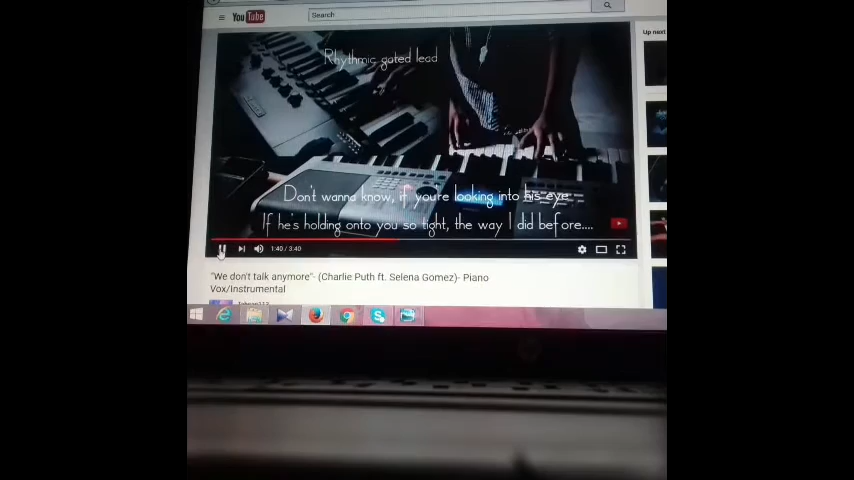 YouTube
Search
Up next
Rhythmic gated lead
Don't wanna know, if you're looking into his eye
If he's holding onto you so tight, the way I did before....
1:40 / 3:40
"We don't talk anymore"- (Charlie Puth ft. Selena Gomez)- Piano
Vox/Instrumental